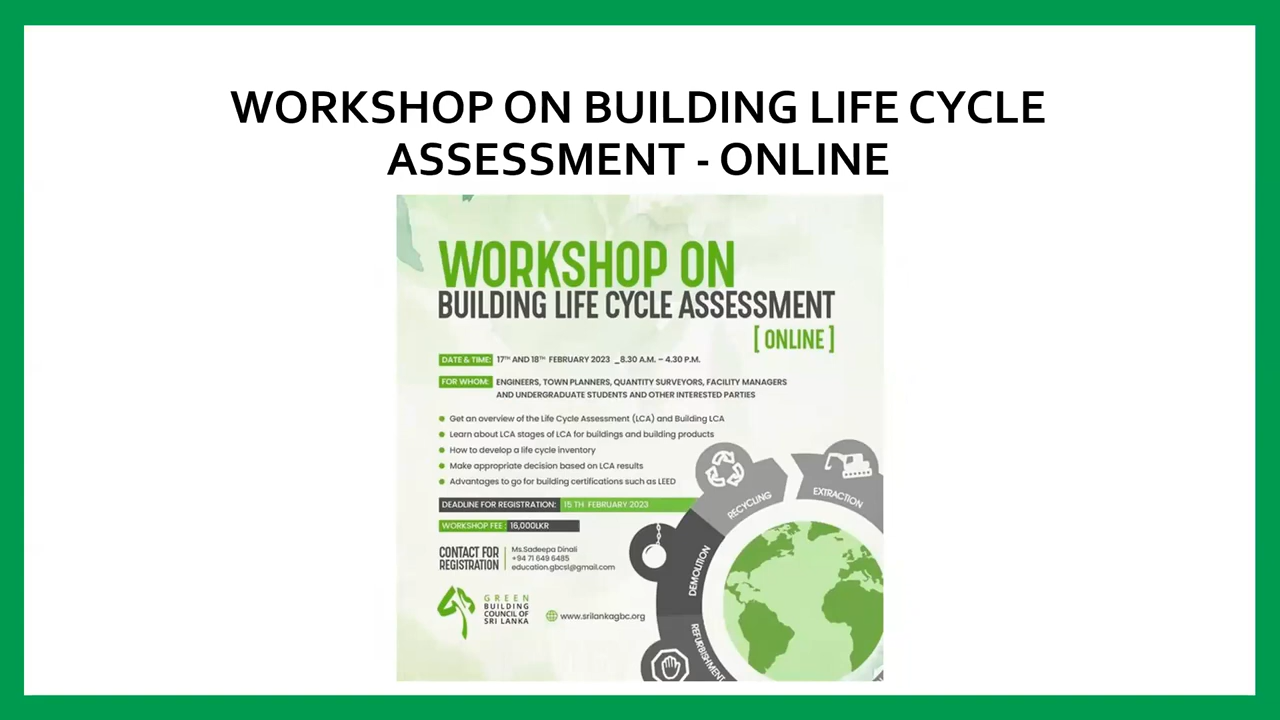 WORKSHOP ON BUILDING LIFE CYCLE
ASSESSMENT - ONLINE
WORKSHOP ON
BUILDING LIFE CYCLE ASSESSMENT
[ ONLINE ]
DATE & TIME: 17TH AND 18TH FEBRUARY 2023 _8.30 A.M. – 4.30 P.M.
FOR WHOM: ENGINEERS, TOWN PLANNERS, QUANTITY SURVEYORS, FACILITY MANAGERS
AND UNDERGRADUATE STUDENTS AND OTHER INTERESTED PARTIES
Get an overview of the Life Cycle Assessment (LCA) and Building LCA
Learn about LCA stages of LCA for buildings and building products
How to develop a life cycle inventory
Make appropriate decision based on LCA results
Advantages to go for building certifications such as LEED
DEADLINE FOR REGISTRATION: 15 TH FEBRUARY 2023
WORKSHOP FEE : 16,000LKR
CONTACT FOR
REGISTRATION
Ms.Sadeepa Dinali
+94 71 649 6485
education.gbcsl@gmail.com
GREEN
BUILDING
COUNCIL OF
SRI LANKA
www.srilankagbc.org
RECYCLING
EXTRACTION
DEMOLITION
REFURBISHMENT